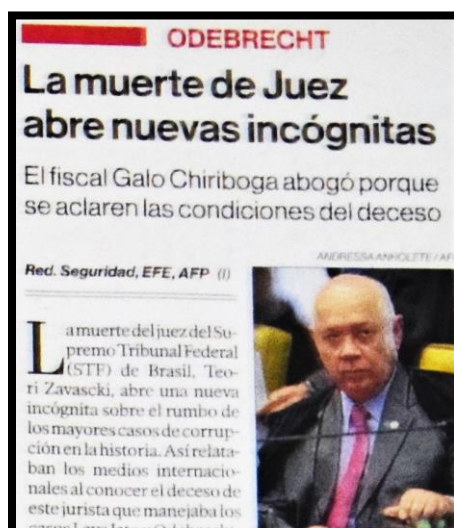 ODEBRECHT
La muerte de Juez
abre nuevas incógnitas
El fiscal Galo Chiriboga abogó porque
se aclaren las condiciones del deceso
ANDRESSA ANHOLETE / AF
Red. Seguridad, EFE, AFP (I)
La muerte del juez del Su-
premo Tribunal Federal
(STF) de Brasil, Teo-
ri Zavascki, abre una nueva
incógnita sobre el rumbo de
los mayores casos de corrup-
ción en la historia. Así relata-
ban los medios internacio-
nales al conocer el deceso de
este jurista que manejaba los